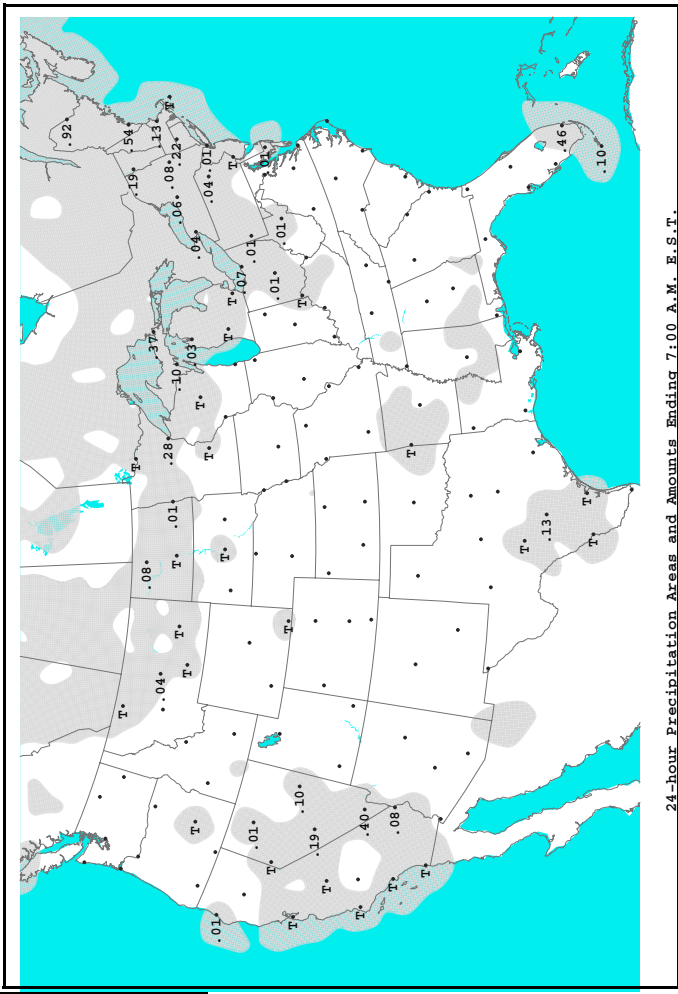 .92
T
.54
.19
T
.08
.13
.37
.04
.28
.22
.08
T
.01
.10
T
.06
T
T
.03
.04
T
T
.01
.04
T
.01
T
T
T
T
.07
.01
.01
.01
T
.01
.01
T
T
.10
T
.19
T
T
.40
T
.08
T
T
T
.13
.46
T
T
.10
24-hour Precipitation Areas and Amounts Ending 7:00 A.M. E.S.T.